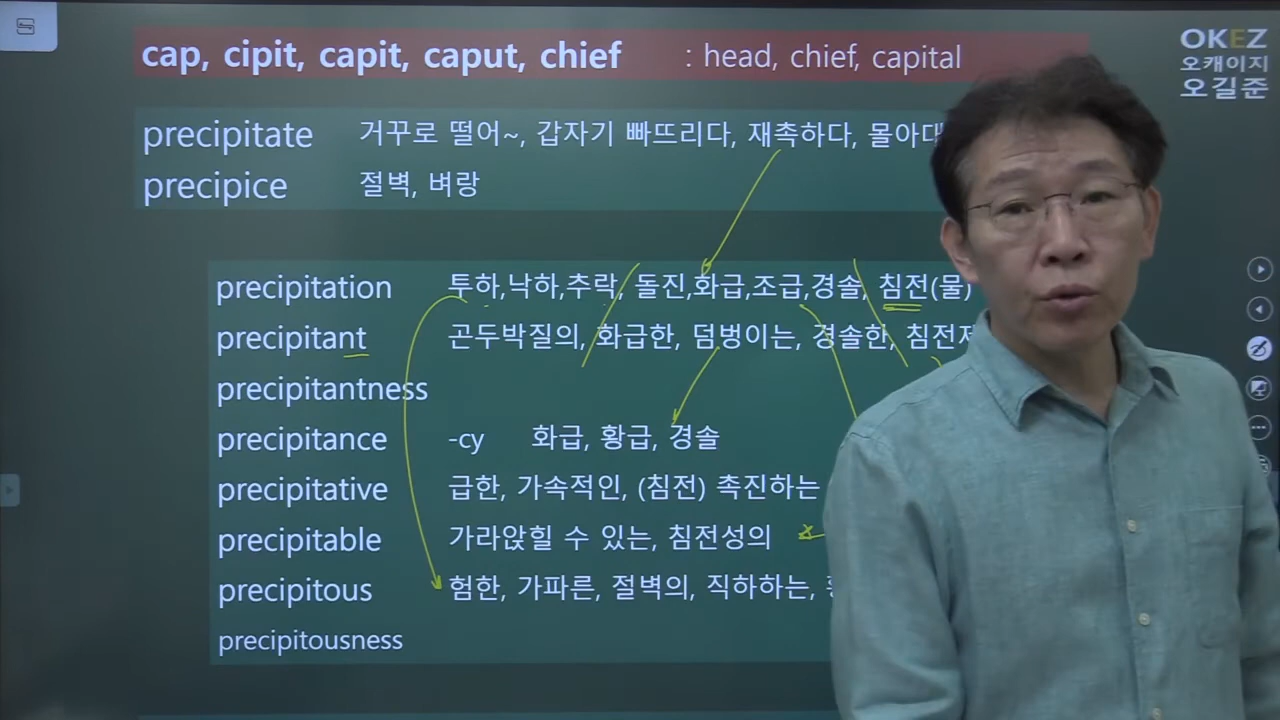 cap, cipit, capit, caput, chief : head, chief, capital
OKEZ
오캐이지
오길준
precipitate 거꾸로 떨어~, 갑자기 빠뜨리다, 재촉하다, 몰아대
precipice 절벽, 벼랑
precipitation 투하,낙하,추락, 돌진,화급,조급,경솔, 침전(물)
precipitant 곤두박질의, 화급한, 덤벙이는, 경솔한, 침전제
precipitantness
precipitance -cy 화급, 황급, 경솔
precipitative 급한, 가속적인, (침전) 촉진하는
precipitable 가라앉힐 수 있는, 침전성의
precipitous 험한, 가파른, 절벽의, 직하하는,
precipitousness